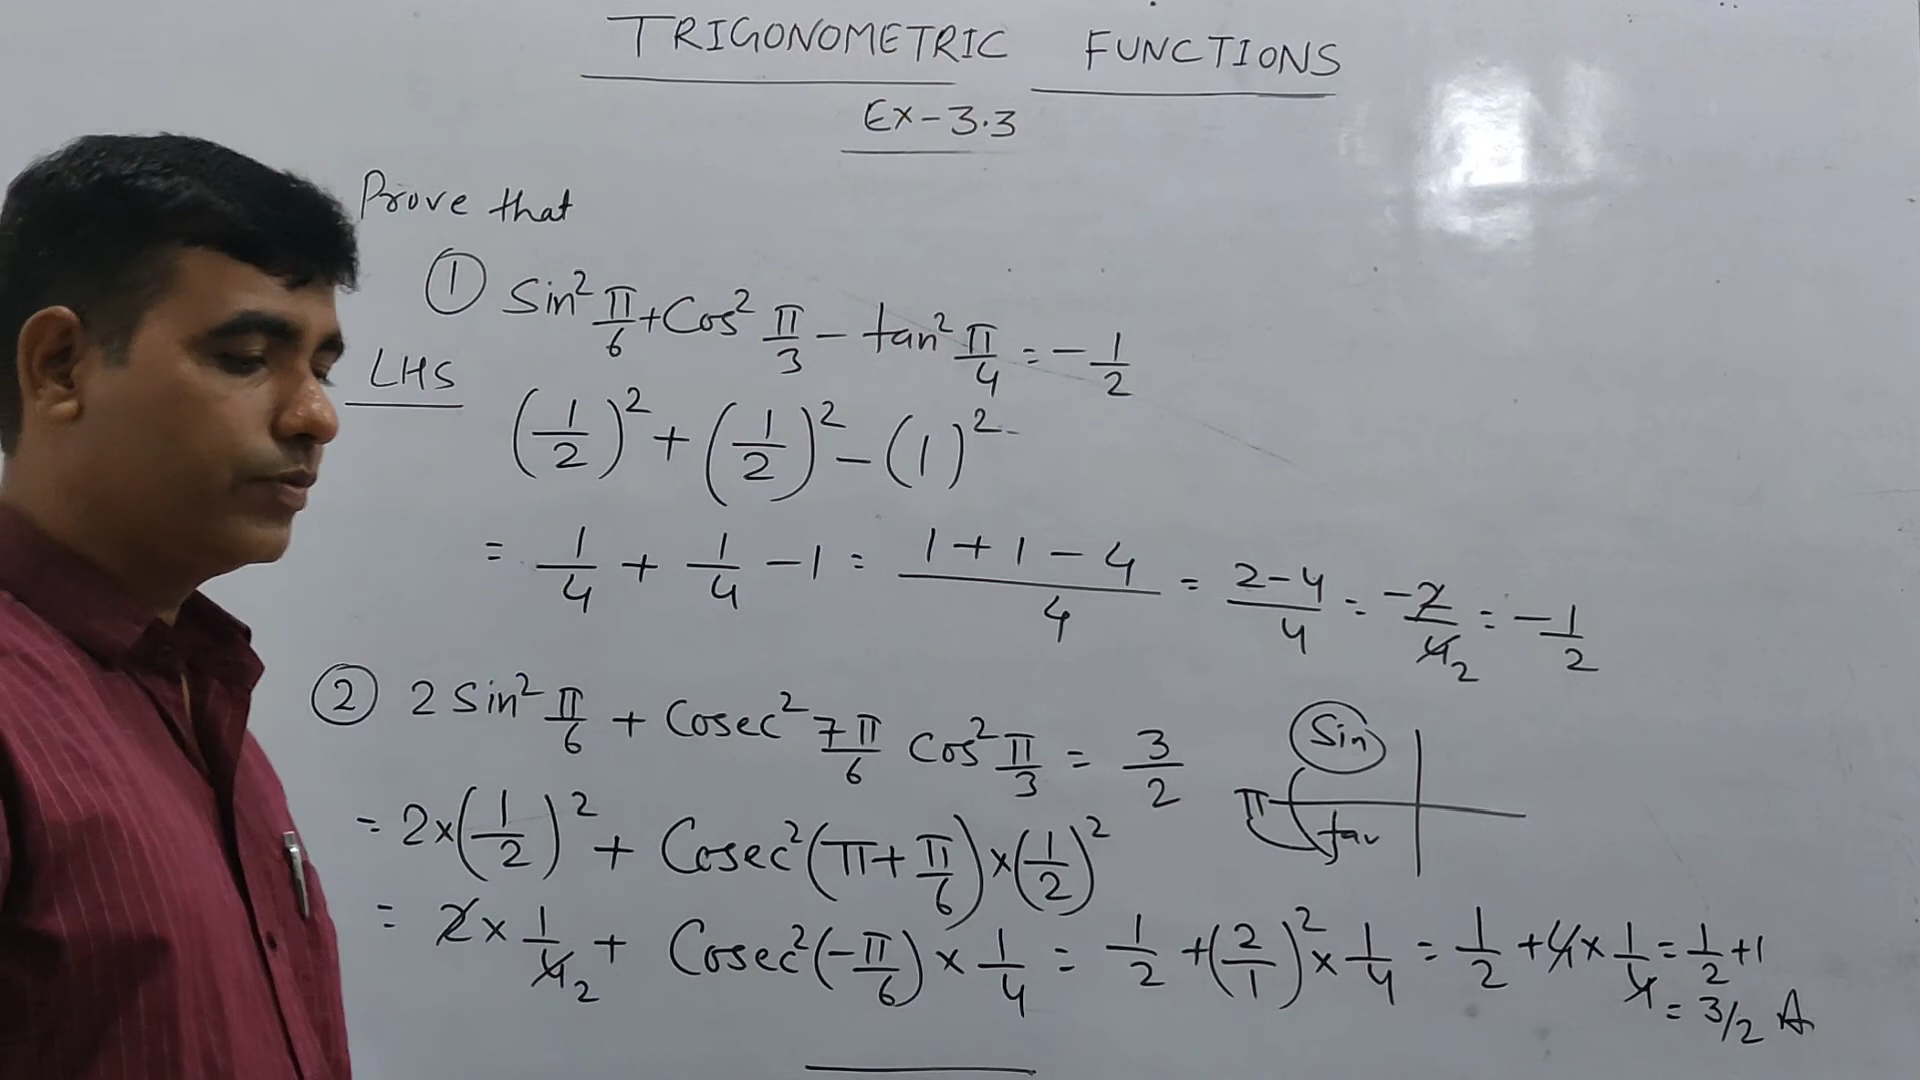 TRIGONOMETRIC FUNCTIONS
Ex-3.3
Prove that
① Sin² π/6 + Cos² π/3 - tan² π/4 = -1/2
LHS
(1/2)² + (1/2)² - (1)²
= 1/4 + 1/4 - 1 = (1+1-4)/4 = (2-4)/4 = -2/4 2 = -1/2
② 2 Sin² π/6 + Cosec² 7π/6 Cos² π/3 = 3/2
Sin
π
tan
= 2×(1/2)² + Cosec²(π+π/6)×(1/2)²
= 2×1/4 2 + Cosec²(-π/6)×1/4 = 1/2 + (2/1)²×1/4 = 1/2 + 4×1/4 = 1/2 + 1
= 3/2 A